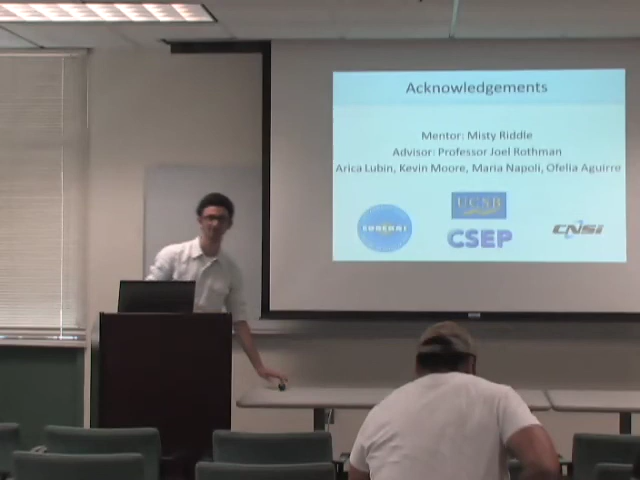 Acknowledgements
Mentor: Misty Riddle
Advisor: Professor Joel Rothman
Arica Lubin, Kevin Moore, Maria Napoli, Ofelia Aguirre
UCSB
EUREKA!
CSEP
CNSI